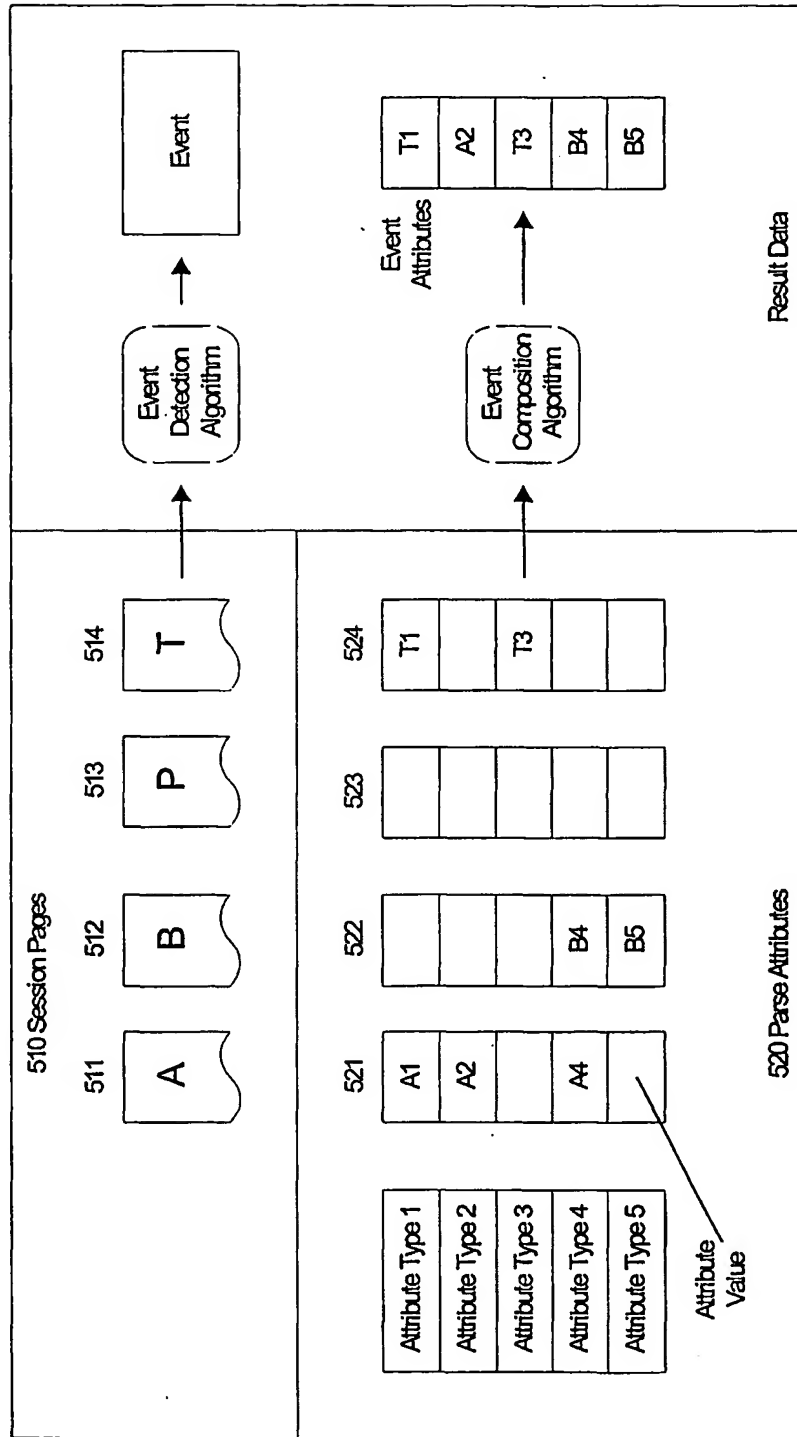 510 Session Pages
511
512
513
514
A
B
P
T
Event
Detection
Algorithm
Event
521
522
523
524
Attribute Type 1
Attribute Type 2
Attribute Type 3
Attribute Type 4
Attribute Type 5
A1
A2
A4
B4
B5
T1
T3
Attribute
Value
520 Parse Attributes
Event
Composition
Algorithm
Event
Attributes
T1
A2
T3
B4
B5
Result Data